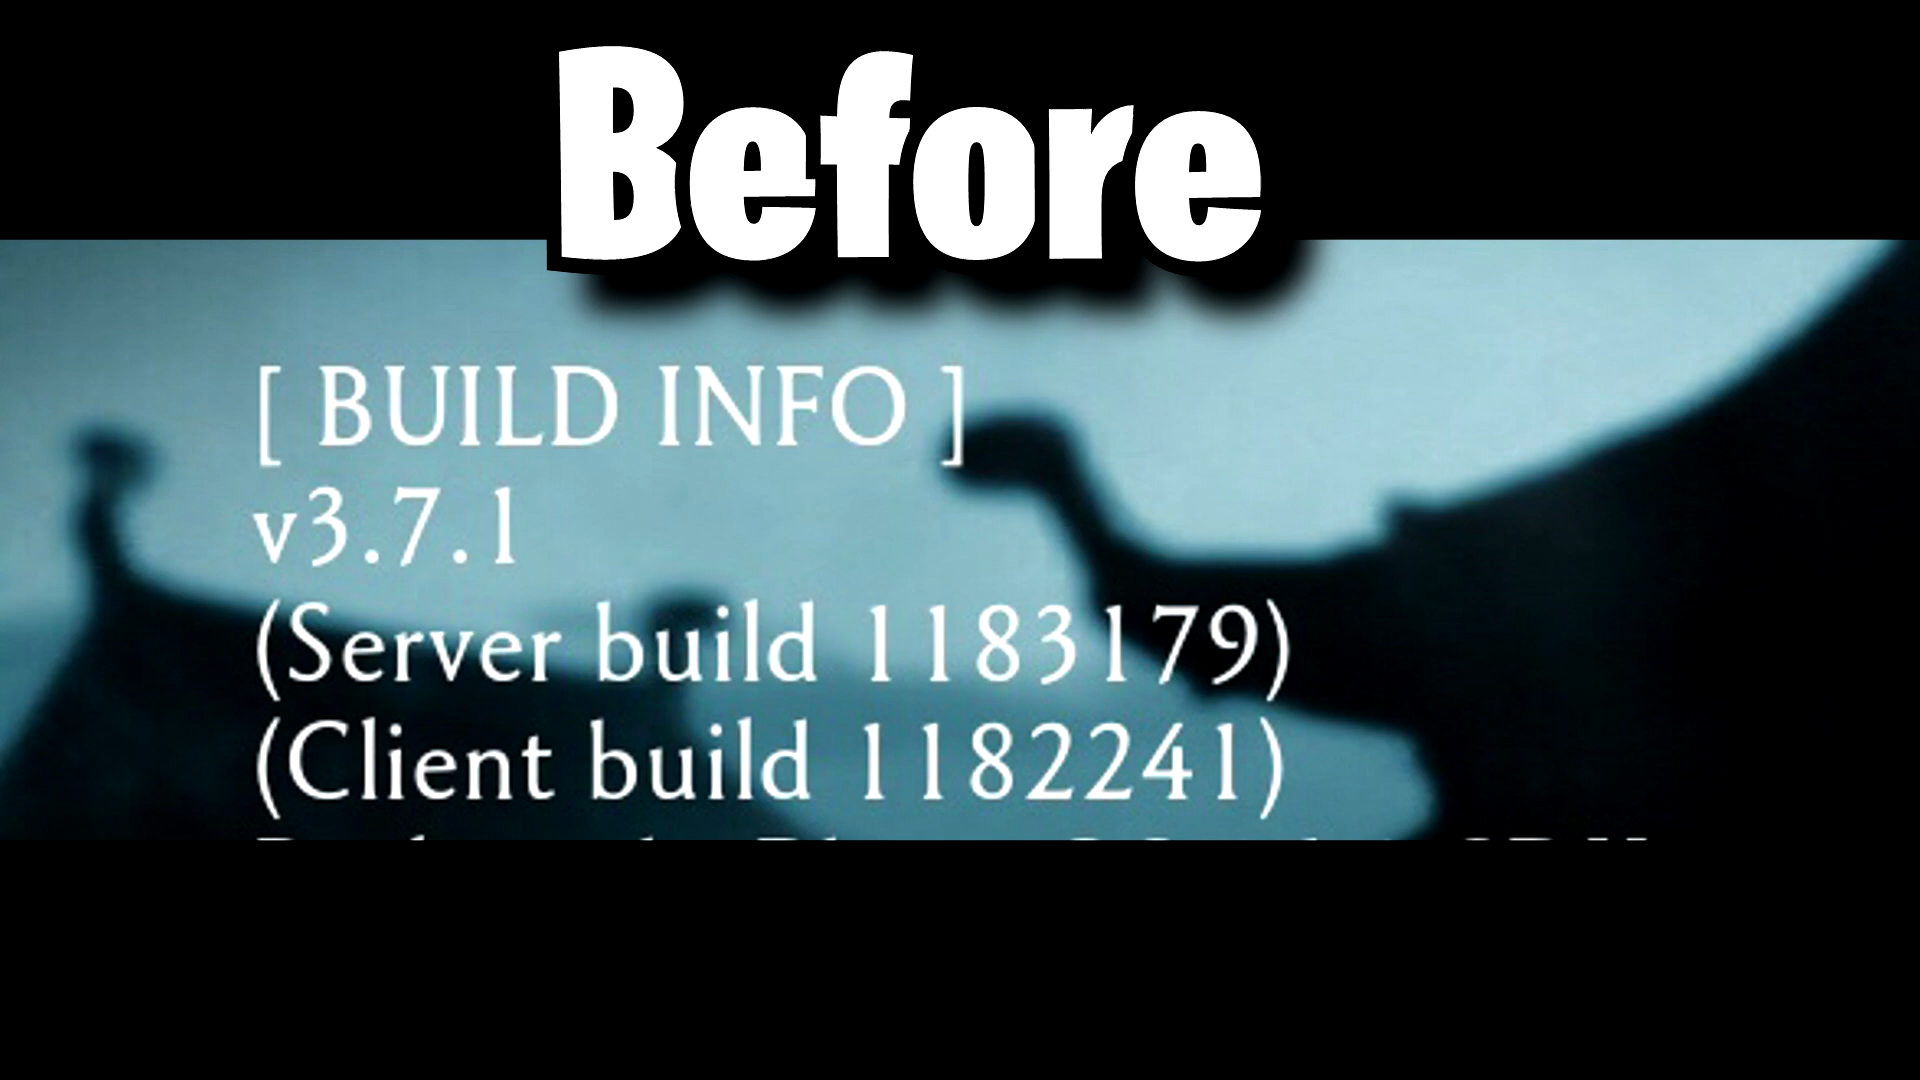 Before
[ BUILD INFO ]
v3.7.1
(Server build 1183179)
(Client build 1182241)